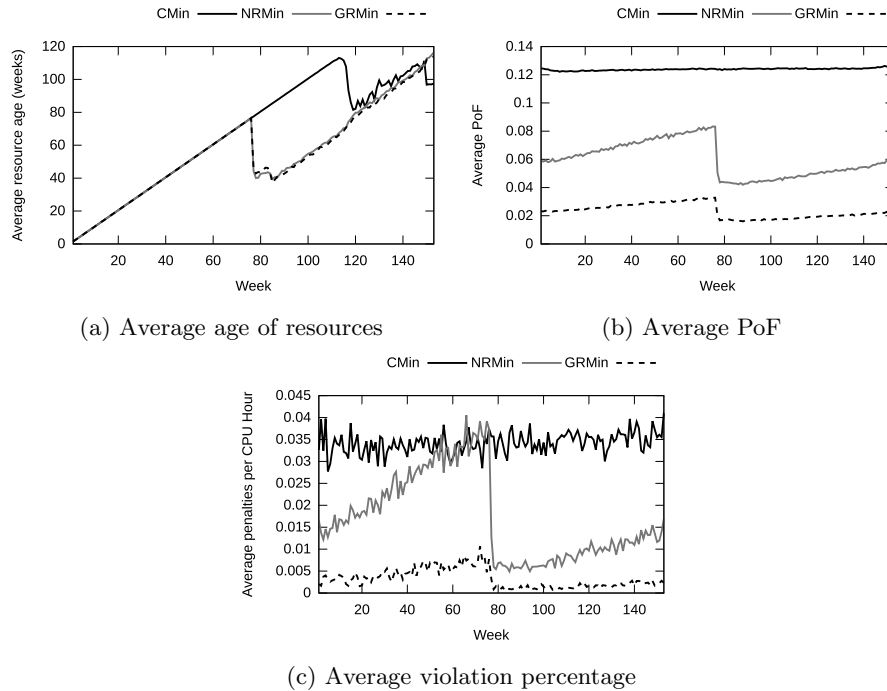 CMin NRMin GRMin
Average resource age (weeks)
120
100
80
60
40
20
0
20 40 60 80 100 120 140
Week
(a) Average age of resources
CMin NRMin GRMin
Average PoF
0.14
0.12
0.1
0.08
0.06
0.04
0.02
0
20 40 60 80 100 120 140
Week
(b) Average PoF
CMin NRMin GRMin
Average penalties per CPU Hour
0.045
0.04
0.035
0.03
0.025
0.02
0.015
0.01
0.005
0
20 40 60 80 100 120 140
Week
(c) Average violation percentage